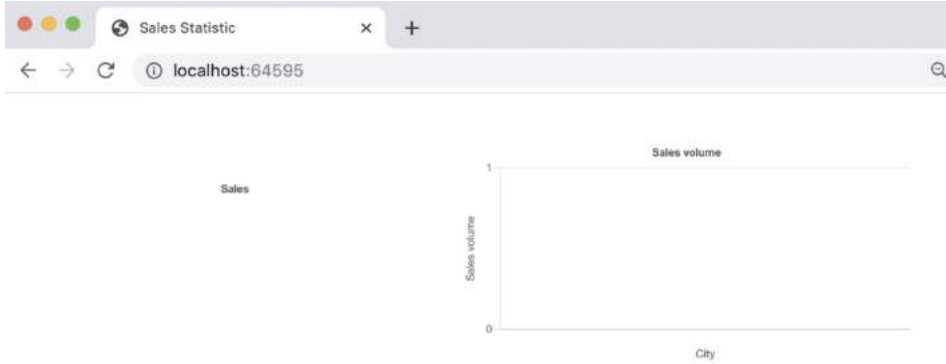 Sales Statistic
localhost:64595
Sales
Sales volume
1
Sales volume
0
City